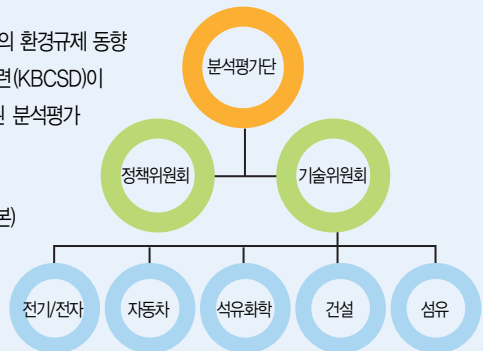 의 환경규제 동향
련(KBCSD)이
된 분석평가
본)
분석평가단
정책위원회
기술위원회
전기/전자
자동차
석유화학
건설
섬유